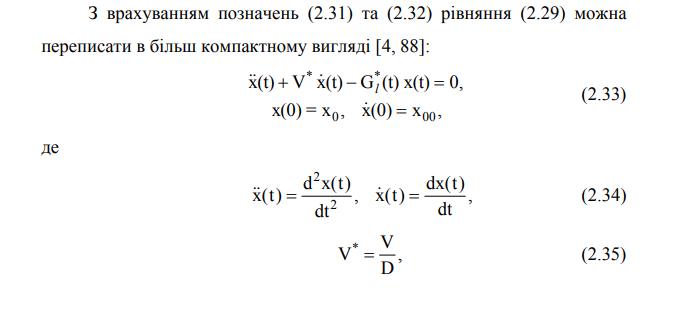 З врахуванням позначень (2.31) та (2.32) рівняння (2.29) можна
переписати в більш компактному вигляді [4, 88]:
ẍ(t) + V* ẋ(t) − G*ₗ(t) x(t) = 0,
x(0) = x₀, ẋ(0) = x₀₀,
(2.33)
де
ẍ(t) = d²x(t)/dt², ẋ(t) = dx(t)/dt, (2.34)
V* = V/D, (2.35)